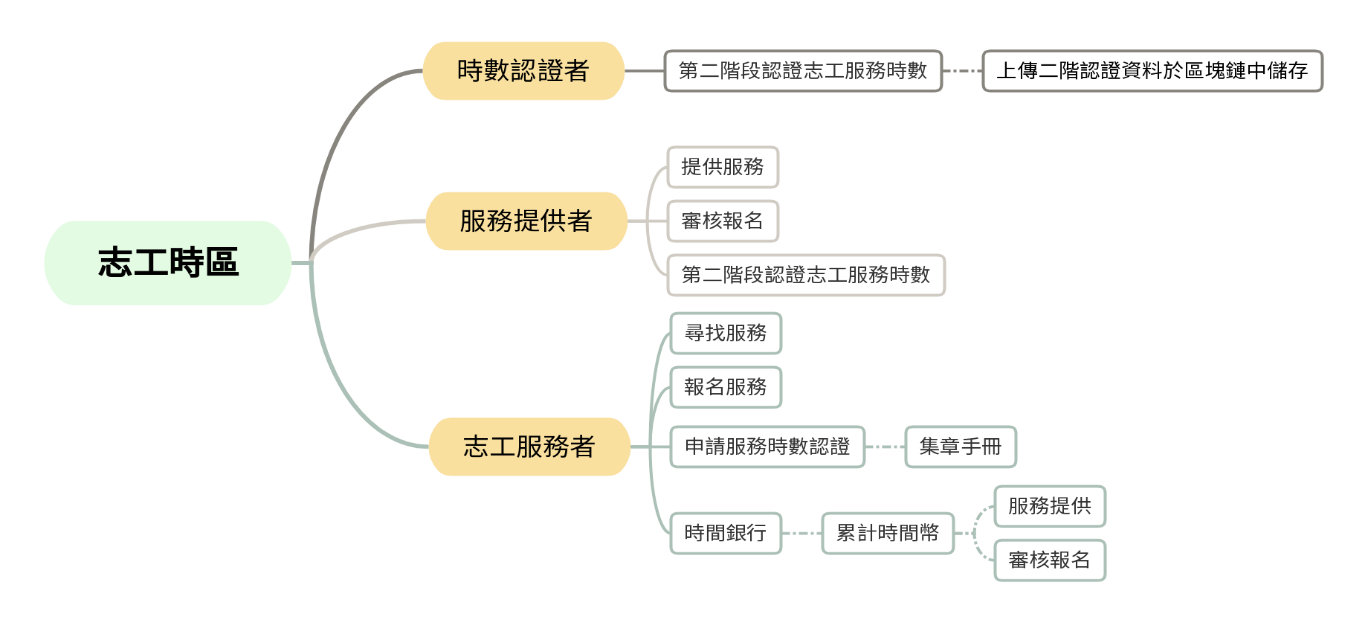 志工時區
時數認證者
第二階段認證志工服務時數
上傳二階認證資料於區塊鏈中儲存
服務提供者
提供服務
審核報名
第二階段認證志工服務時數
志工服務者
尋找服務
報名服務
申請服務時數認證
集章手冊
時間銀行
累計時間幣
服務提供
審核報名